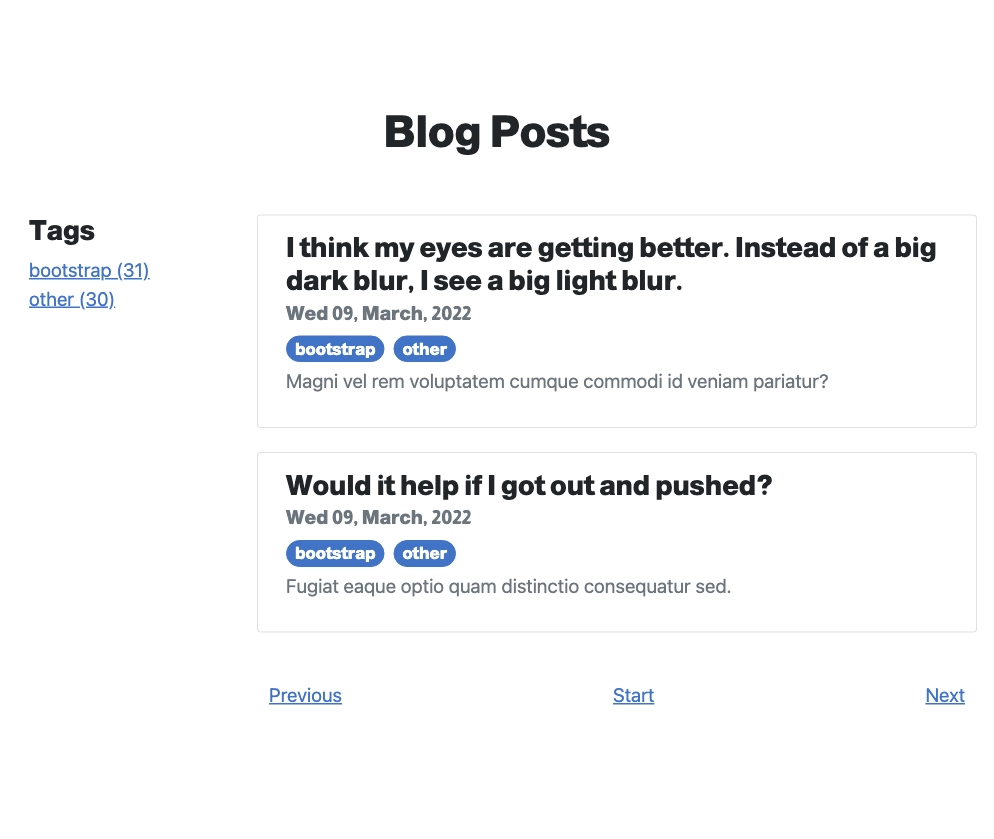 Blog Posts
Tags
bootstrap (31)
other (30)
I think my eyes are getting better. Instead of a big
dark blur, I see a big light blur.
Wed 09, March, 2022
bootstrap other
Magni vel rem voluptatem cumque commodi id veniam pariatur?
Would it help if I got out and pushed?
Wed 09, March, 2022
bootstrap other
Fugiat eaque optio quam distinctio consequatur sed.
Previous Start Next